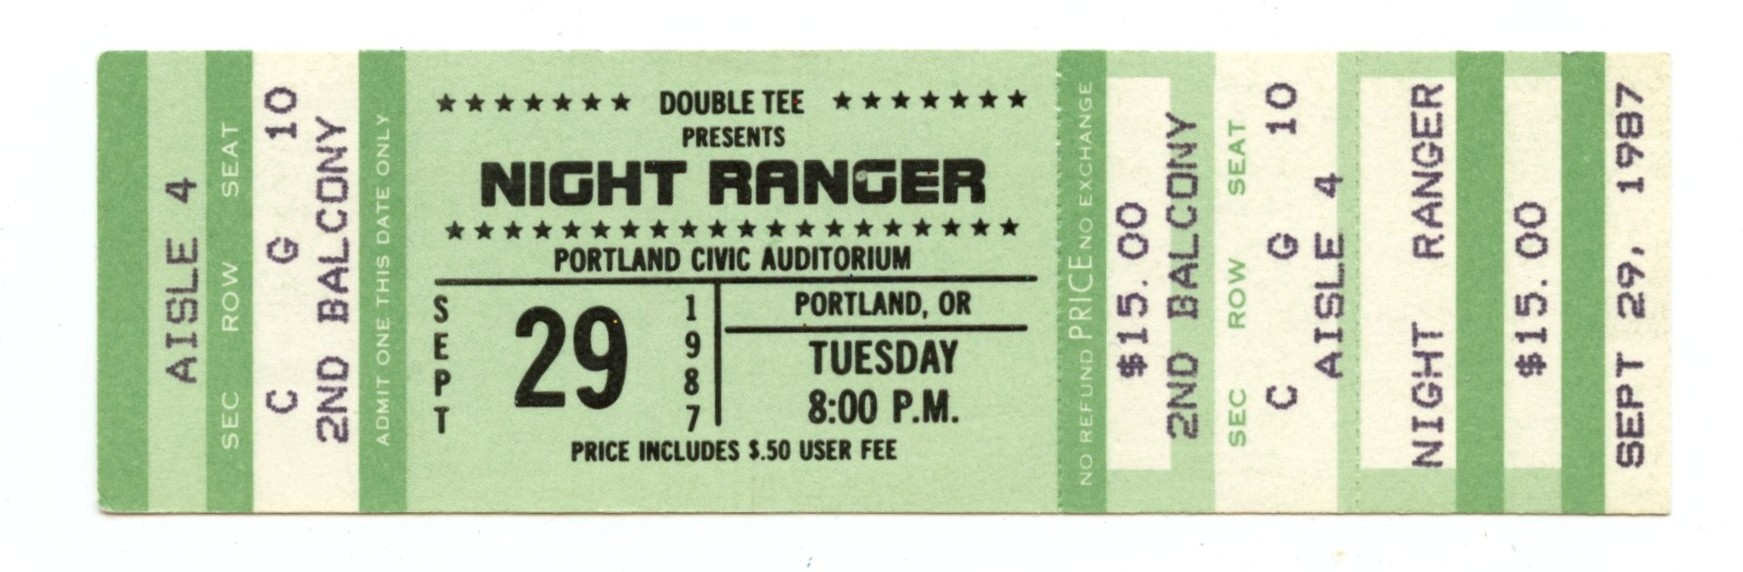 AISLE 4
SEC ROW SEAT
C G 10
2ND BALCONY
ADMIT ONE THIS DATE ONLY
★★★★★★★ DOUBLE TEE ★★★★★★★
PRESENTS
NIGHT RANGER
★★★★★★★★★★★★★★★★★★★★
PORTLAND CIVIC AUDITORIUM
SEPT
29
1987
PORTLAND, OR
TUESDAY
8:00 P.M.
PRICE INCLUDES $.50 USER FEE
NO REFUND PRICE NO EXCHANGE
$15.00
2ND BALCONY
SEC ROW SEAT
C G 10
AISLE 4
NIGHT RANGER
$15.00
SEPT 29, 1987